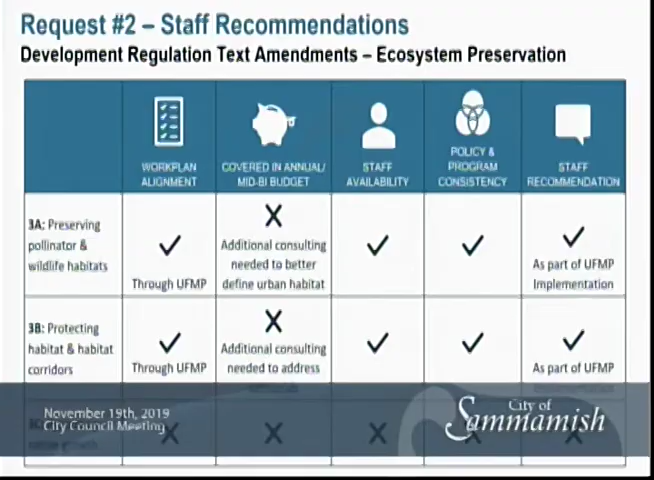 Request #2 – Staff Recommendations
Development Regulation Text Amendments – Ecosystem Preservation
WORKPLAN
ALIGNMENT
COVERED IN ANNUAL/
MID-BI BUDGET
STAFF
AVAILABILITY
POLICY &
PROGRAM
CONSISTENCY
STAFF
RECOMMENDATION
3A: Preserving
pollinator &
wildlife habitats
✓
Through UFMP
X
Additional consulting
needed to better
define urban habitat
✓
✓
✓
As part of UFMP
Implementation
3B: Protecting
habitat & habitat
corridors
✓
Through UFMP
X
Additional consulting
needed to address
✓
✓
✓
As part of UFMP
X
X
X
X
X
November 19th, 2019
City Council Meeting
City of
Sammamish